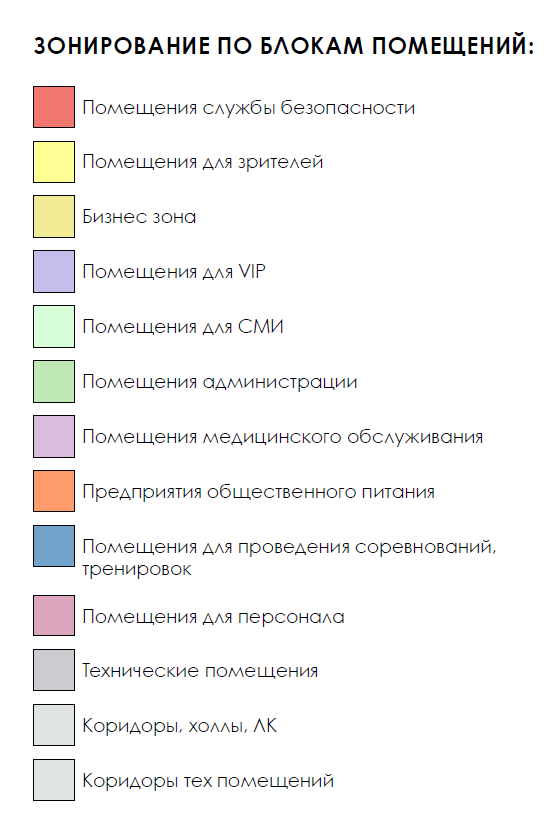 ЗОНИРОВАНИЕ ПО БЛОКАМ ПОМЕЩЕНИЙ:
Помещения службы безопасности
Помещения для зрителей
Бизнес зона
Помещения для VIP
Помещения для СМИ
Помещения администрации
Помещения медицинского обслуживания
Предприятия общественного питания
Помещения для проведения соревнований,
тренировок
Помещения для персонала
Технические помещения
Коридоры, холлы, ЛК
Коридоры тех помещений